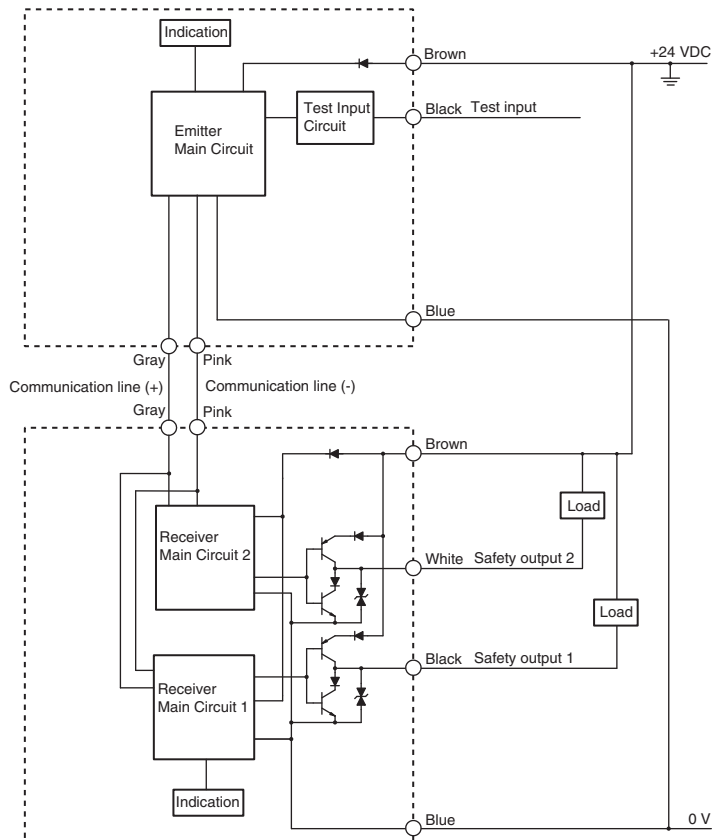 Indication
Brown
+24 VDC
Emitter
Main Circuit
Test Input
Circuit
Black Test input
Blue
Gray
Pink
Communication line (+)
Communication line (-)
Gray
Pink
Brown
Load
Receiver
Main Circuit 2
White Safety output 2
Load
Black Safety output 1
Receiver
Main Circuit 1
Indication
Blue
0 V